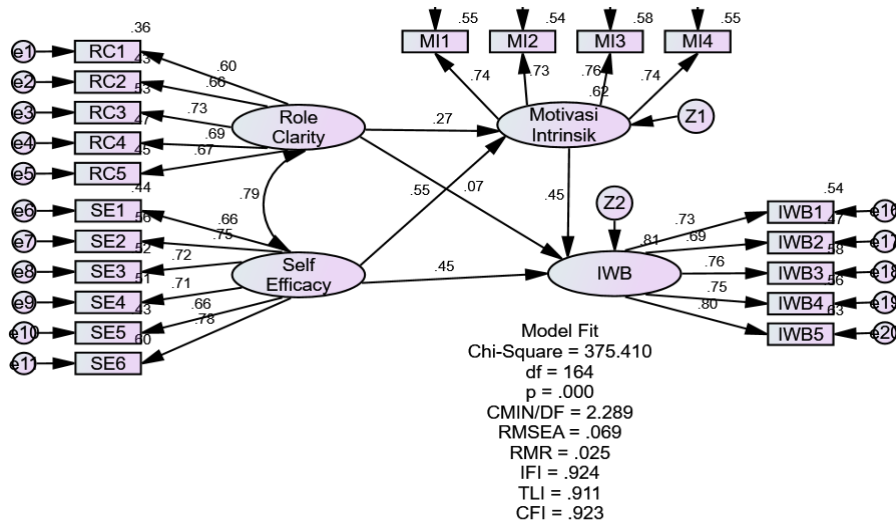 .55 .54 .58 .55
MI1 MI2 MI3 MI4
.74 .73 .76 .74
.62
Motivasi
Intrinsik
Z1
.36
e1 RC1 .60
.43
e2 RC2 .66
.53
e3 RC3 .73
.47
e4 RC4 .69
.45
e5 RC5 .67
Role
Clarity
.27
.79
.55 .07 .45
.44
e6 SE1 .66
.56
e7 SE2 .75
.52
e8 SE3 .72
.51
e9 SE4 .71
.43
e10 SE5 .66
.60
e11 SE6 .78
Self
Efficacy
.45
Z2
.81
IWB
.54
.73 IWB1 e16
.47
.69 IWB2 e17
.58
.76 IWB3 e18
.56
.75 IWB4 e19
.63
.80 IWB5 e20
Model Fit
Chi-Square = 375.410
df = 164
p = .000
CMIN/DF = 2.289
RMSEA = .069
RMR = .025
IFI = .924
TLI = .911
CFI = .923